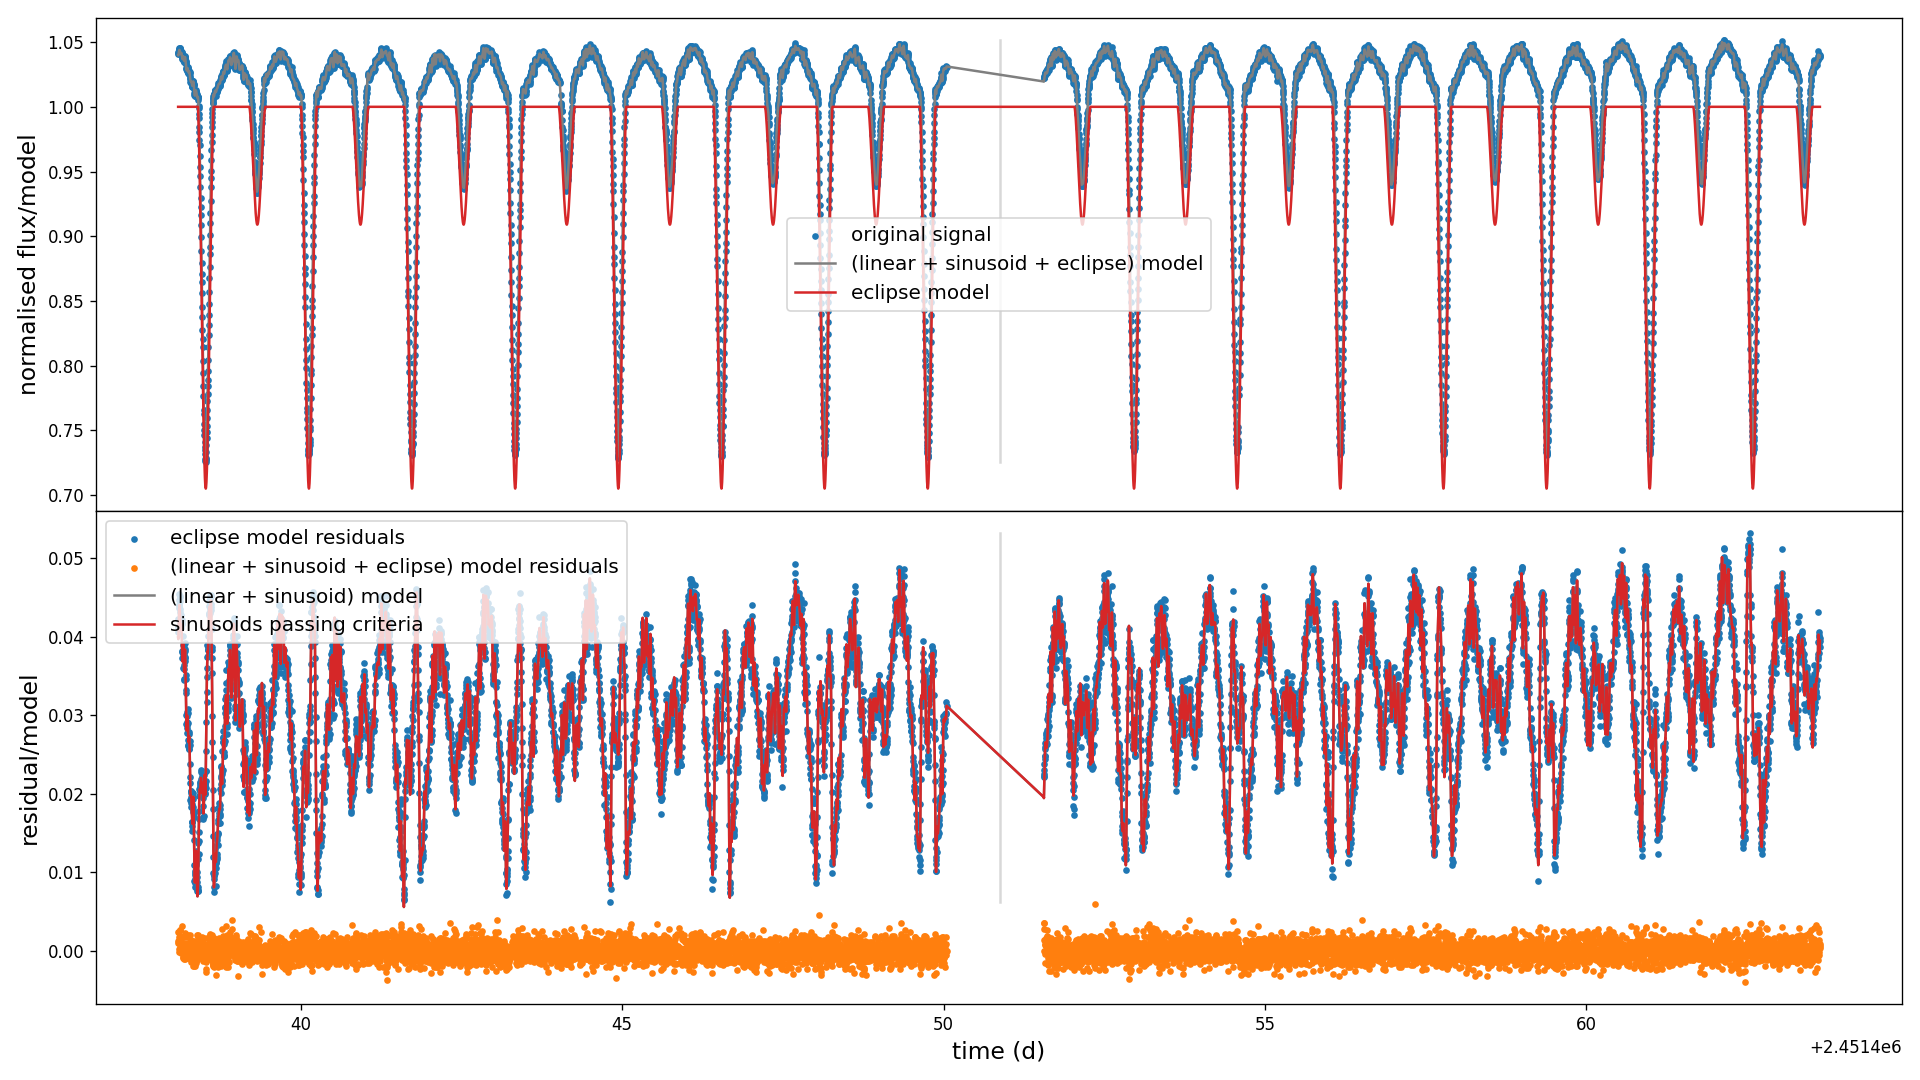 normalised flux/model
1.05
1.00
0.95
0.90
0.85
0.80
0.75
0.70
original signal
(linear + sinusoid + eclipse) model
eclipse model
residual/model
0.05
0.04
0.03
0.02
0.01
0.00
eclipse model residuals
(linear + sinusoid + eclipse) model residuals
(linear + sinusoid) model
sinusoids passing criteria
40
45
50
55
60
time (d)
+2.4514e6